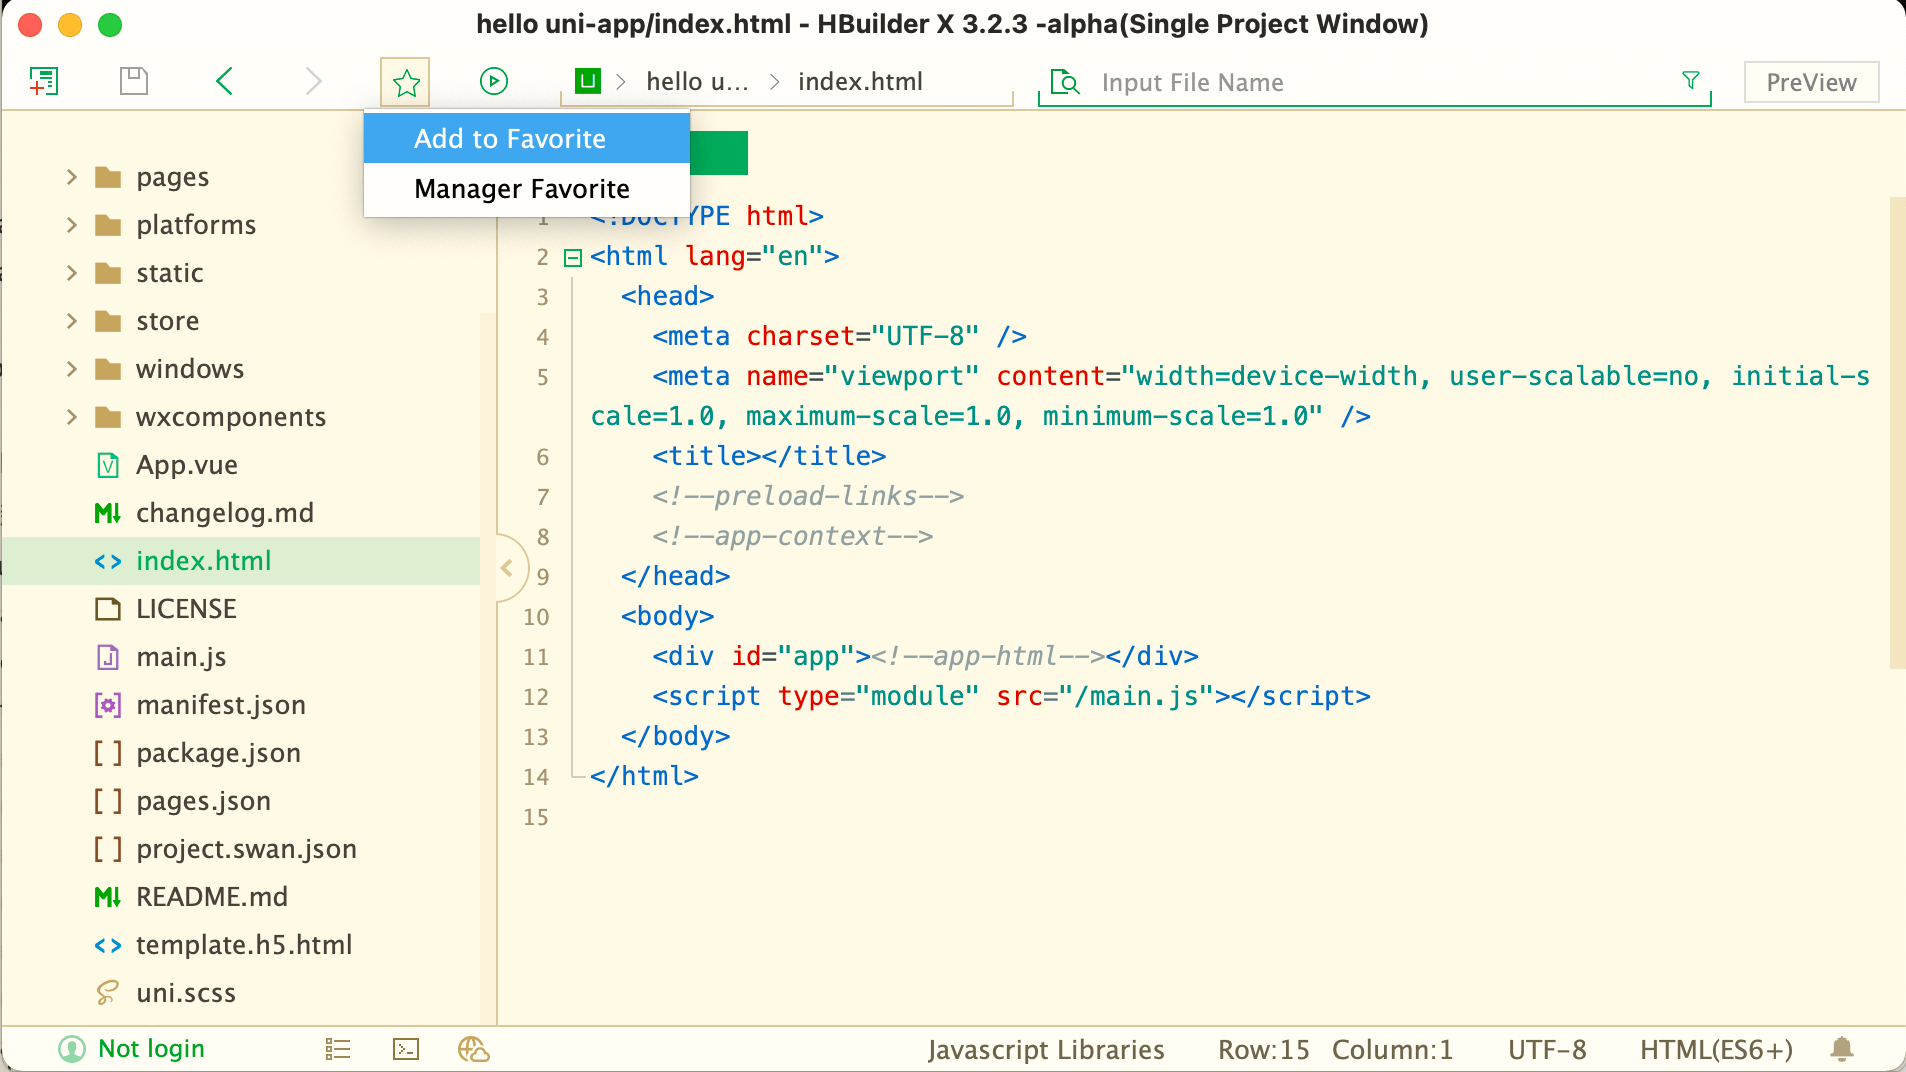 hello uni-app/index.html - HBuilder X 3.2.3 -alpha(Single Project Window)
U hello u... index.html
Input File Name
PreView
Add to Favorite
Manager Favorite
pages
platforms
static
store
windows
wxcomponents
App.vue
changelog.md
index.html
LICENSE
main.js
manifest.json
package.json
pages.json
project.swan.json
README.md
template.h5.html
uni.scss
1 <!DOCTYPE html>
2 <html lang="en">
3 <head>
4 <meta charset="UTF-8" />
5 <meta name="viewport" content="width=device-width, user-scalable=no, initial-s
cale=1.0, maximum-scale=1.0, minimum-scale=1.0" />
6 <title></title>
7 <!--preload-links-->
8 <!--app-context-->
9 </head>
10 <body>
11 <div id="app"><!--app-html--></div>
12 <script type="module" src="/main.js"></script>
13 </body>
14 </html>
15
Not login
Javascript Libraries
Row:15 Column:1
UTF-8
HTML(ES6+)